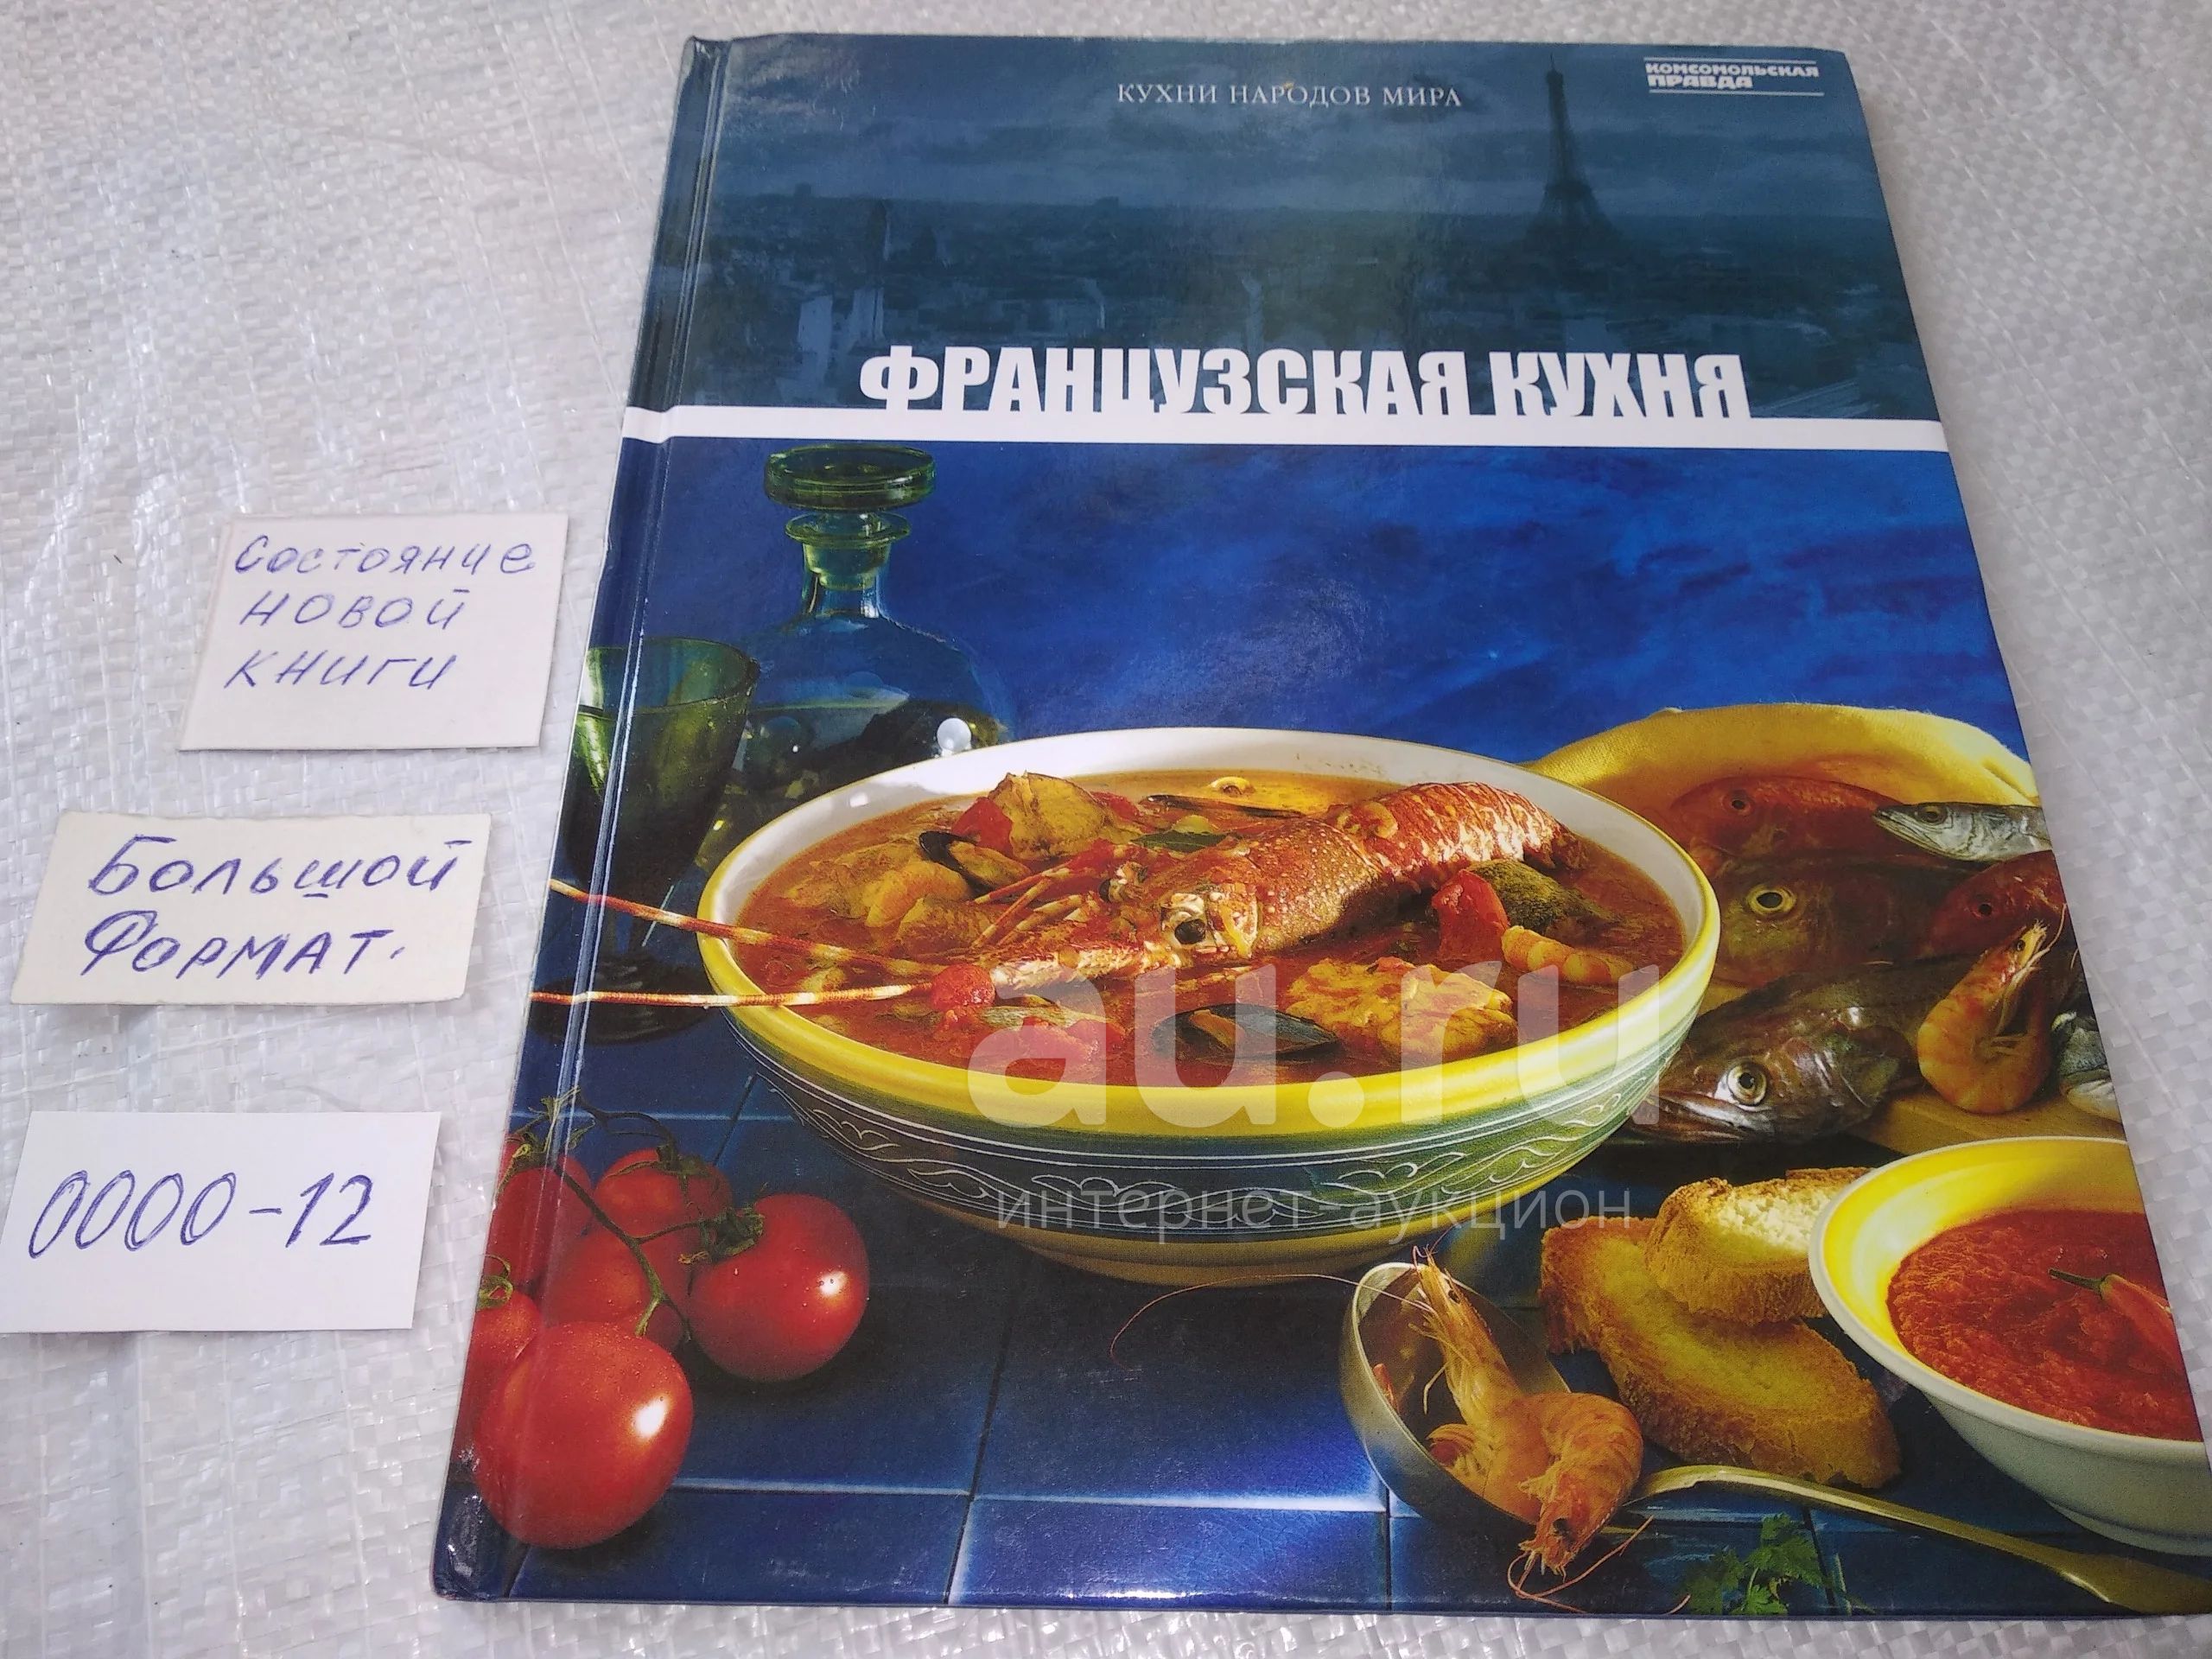 КУХНИ НАРОДОВ МИРА
КОМСОМОЛЬСКАЯ
ПРАВДА
ФРАНЦУЗСКАЯ КУХНЯ
Состояние
новой
книги
Большой
Формат.
0000-12
au.ru
интернет-аукцион